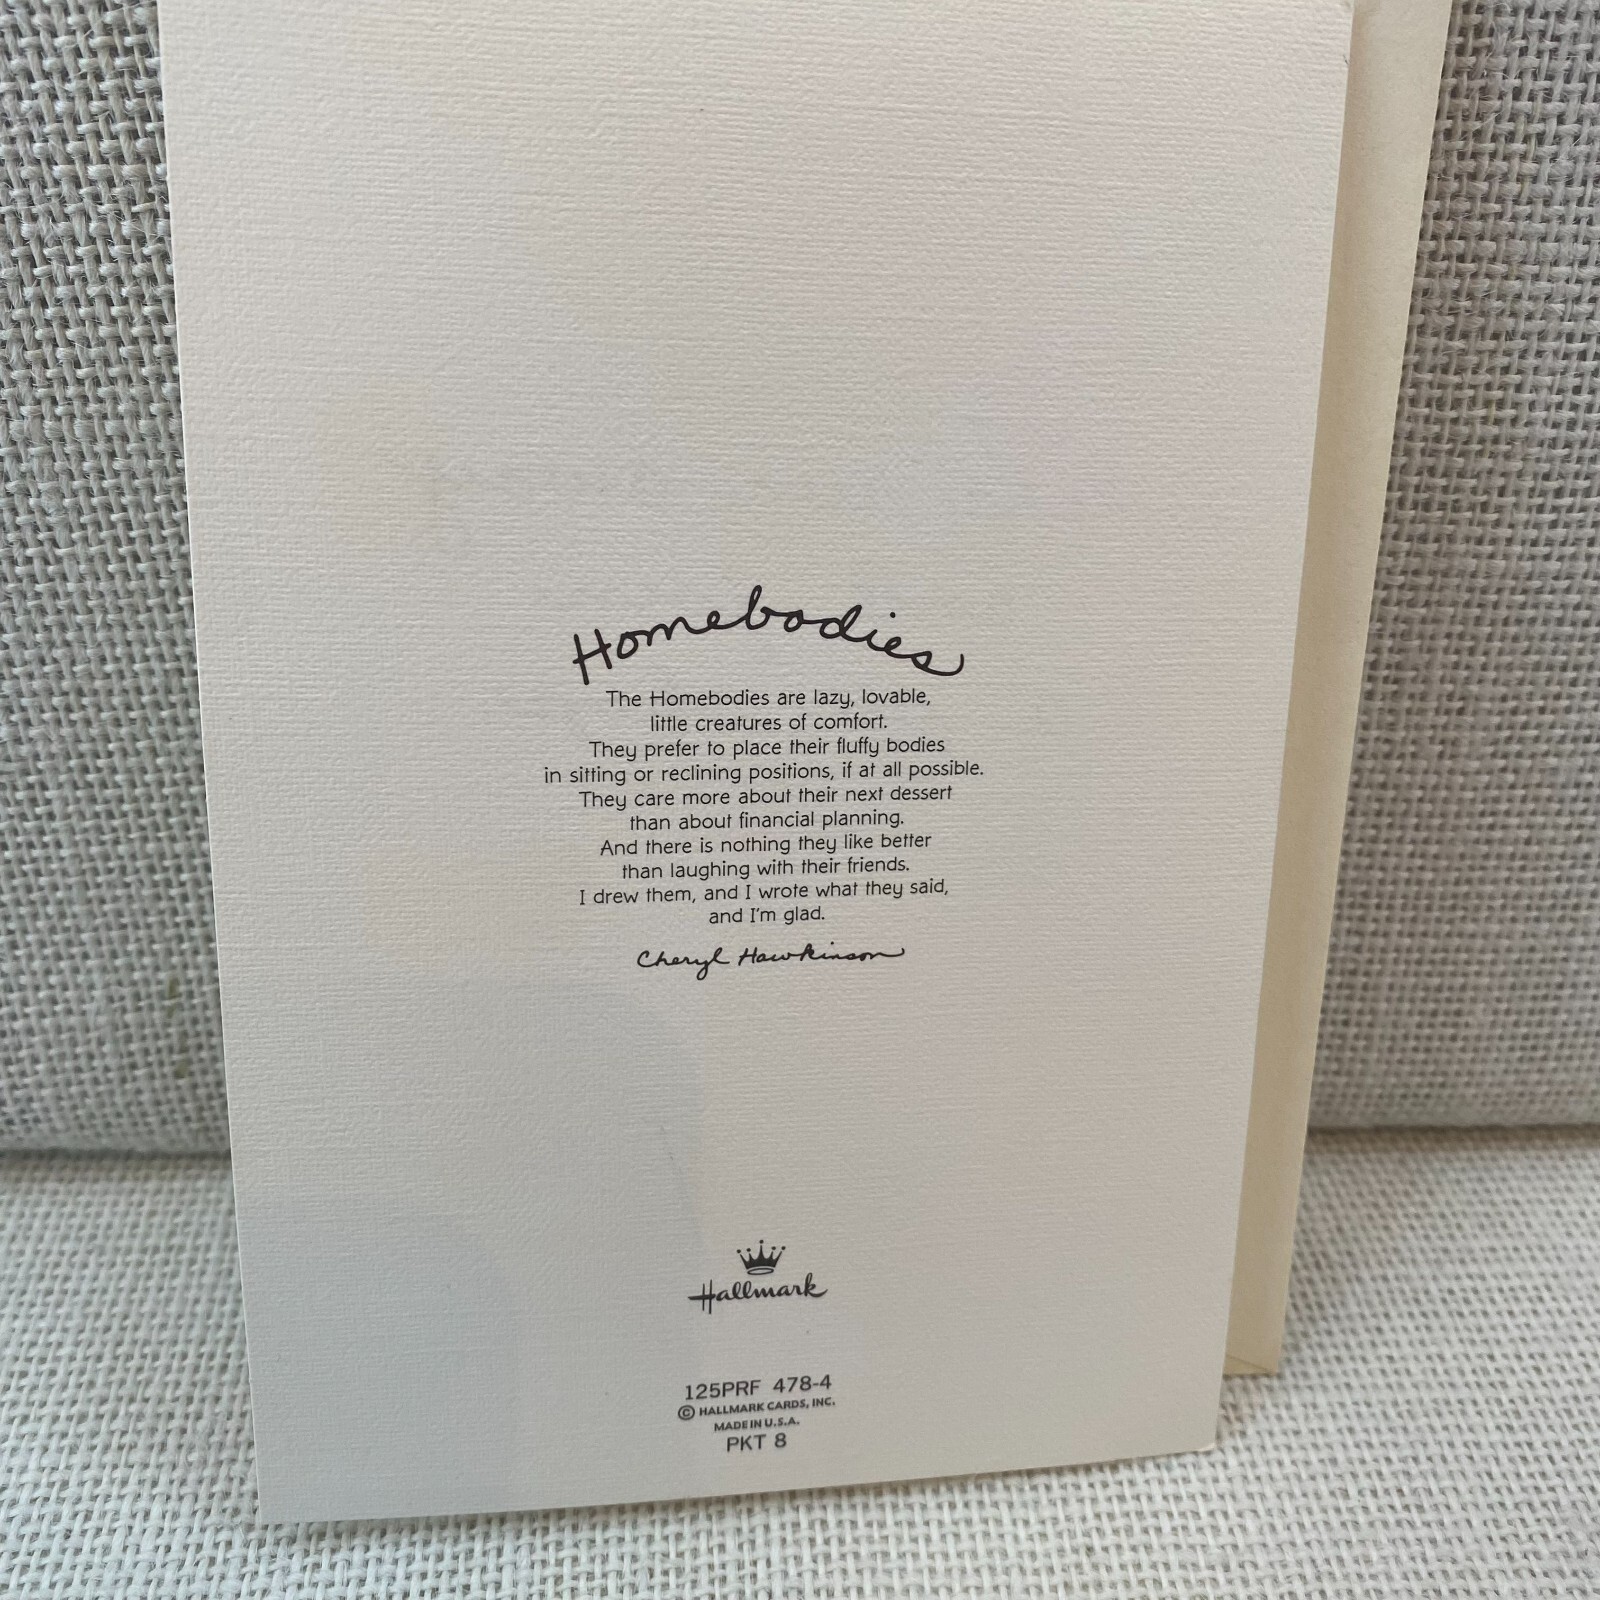 Homebodies
The Homebodies are lazy, lovable,
little creatures of comfort.
They prefer to place their fluffy bodies
in sitting or reclining positions, if at all possible.
They care more about their next dessert
than about financial planning.
And there is nothing they like better
than laughing with their friends.
I drew them, and I wrote what they said,
and I'm glad.
Cheryl Hawkinson
Hallmark
125PRF 478-4
© HALLMARK CARDS, INC.
MADE IN U.S.A.
PKT 8